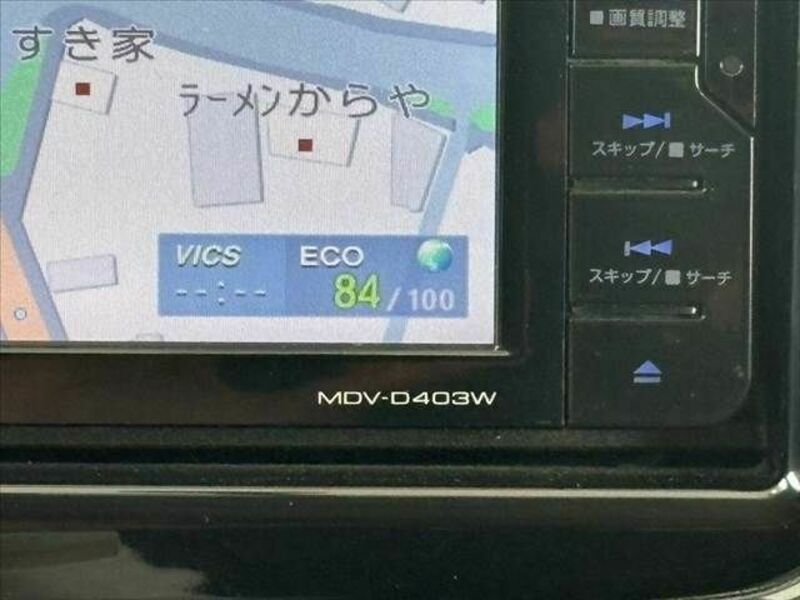 すき家
ラーメンからや
VICS
--:--
ECO
84/100
MDV-D403W
■画質調整
スキップ/■サーチ
スキップ/■サーチ